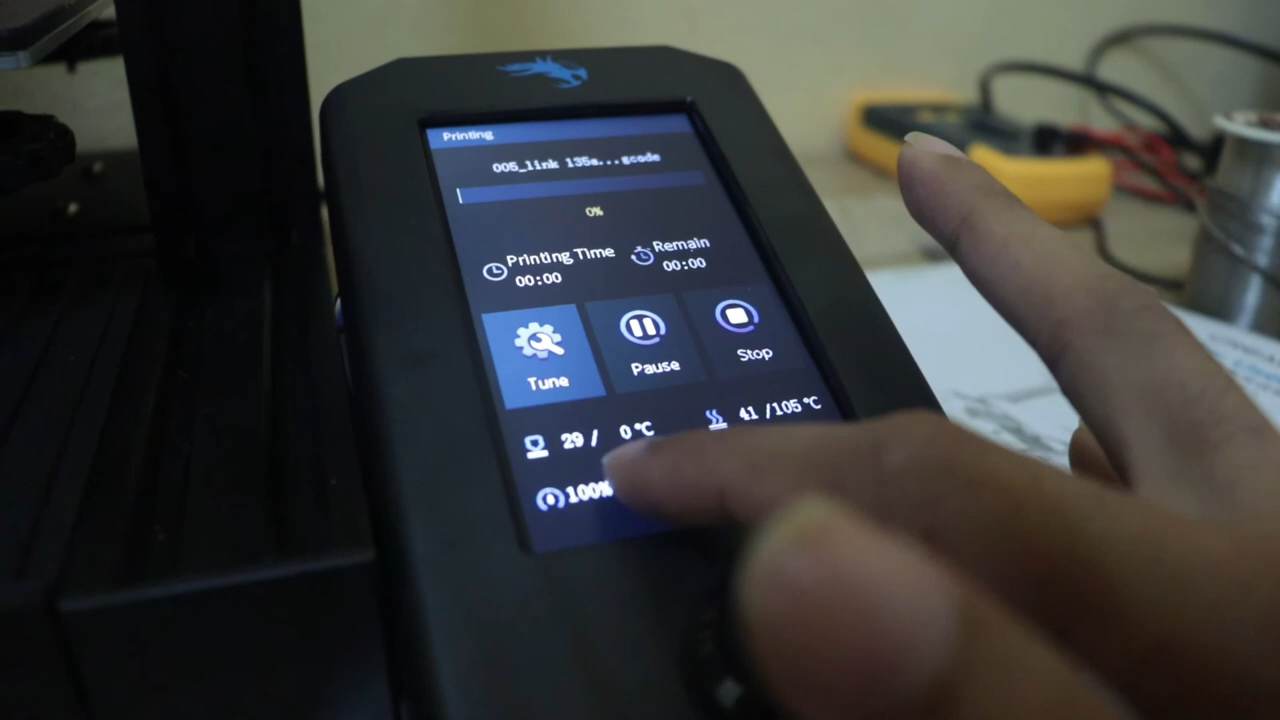 Printing
005_link 135a...gcode
0%
Printing Time
00:00
Remain
00:00
Tune
Pause
Stop
29 / 0 °C
41 /105 °C
100%